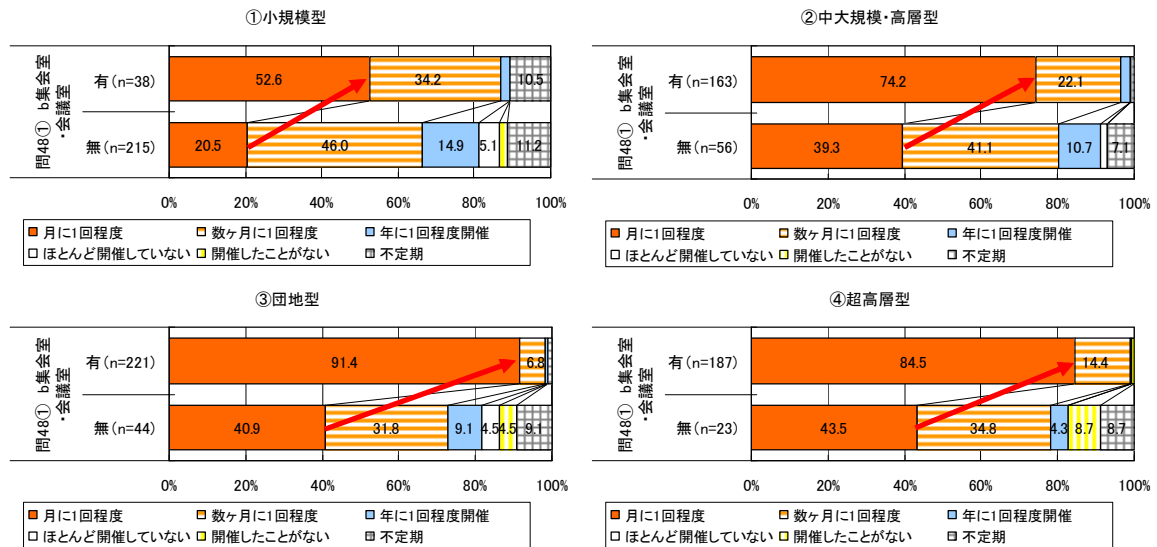 ①小規模型
問48① b集会室
・会議室
有(n=38)
52.6
34.2
10.5
無(n=215)
20.5
46.0
14.9
5.1
11.2
0%
20%
40%
60%
80%
100%
月に1回程度
数ヶ月に1回程度
年に1回程度開催
ほとんど開催していない
開催したことがない
不定期
②中大規模・高層型
問48① b集会室
・会議室
有(n=163)
74.2
22.1
無(n=56)
39.3
41.1
10.7
7.1
0%
20%
40%
60%
80%
100%
月に1回程度
数ヶ月に1回程度
年に1回程度開催
ほとんど開催していない
開催したことがない
不定期
③団地型
問48① b集会室
・会議室
有(n=221)
91.4
6.8
無(n=44)
40.9
31.8
9.1
4.5
4.5
9.1
0%
20%
40%
60%
80%
100%
月に1回程度
数ヶ月に1回程度
年に1回程度開催
ほとんど開催していない
開催したことがない
不定期
④超高層型
問48① b集会室
・会議室
有(n=187)
84.5
14.4
無(n=23)
43.5
34.8
4.3
8.7
8.7
0%
20%
40%
60%
80%
100%
月に1回程度
数ヶ月に1回程度
年に1回程度開催
ほとんど開催していない
開催したことがない
不定期